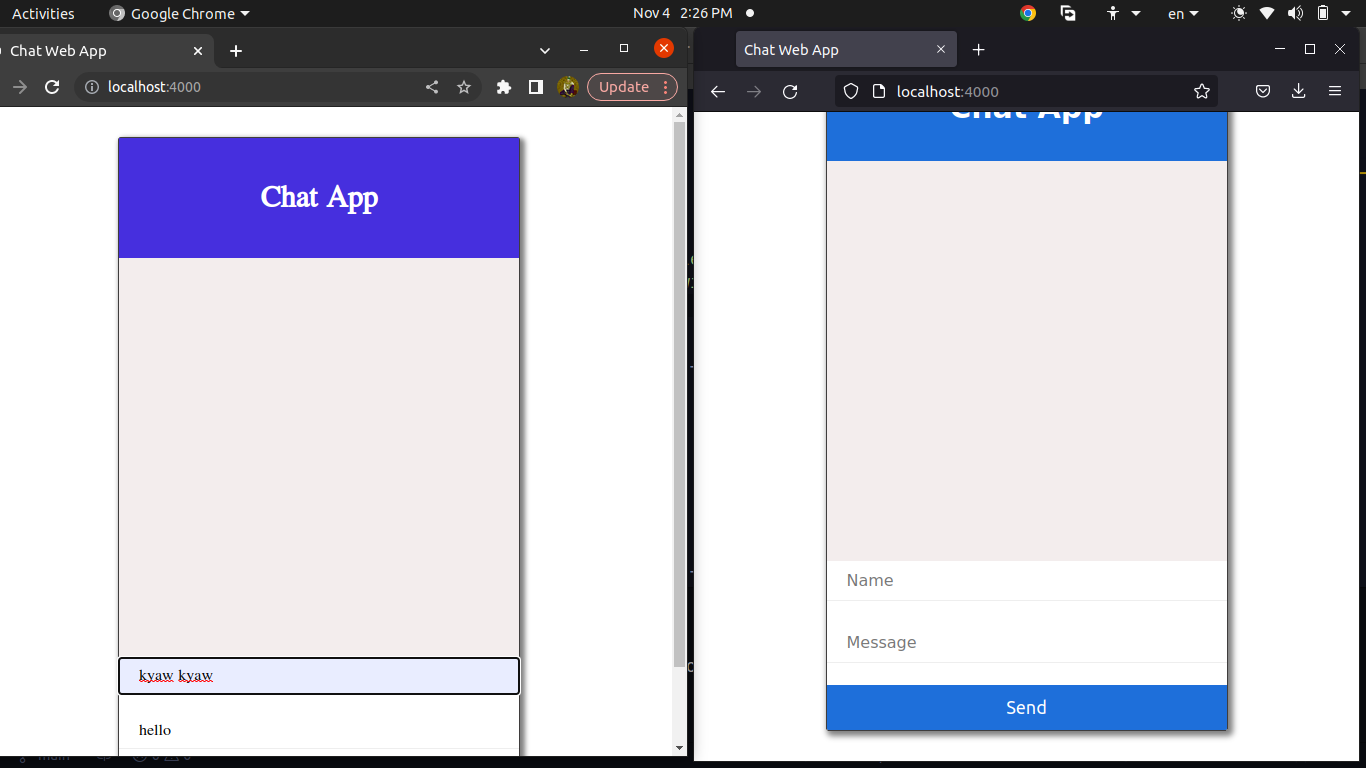 Activities
Google Chrome
Nov 4 2:26 PM
en
Chat Web App
localhost:4000
Update
Chat App
kyaw kyaw
hello
Chat Web App
localhost:4000
Chat App
Name
Message
Send
main